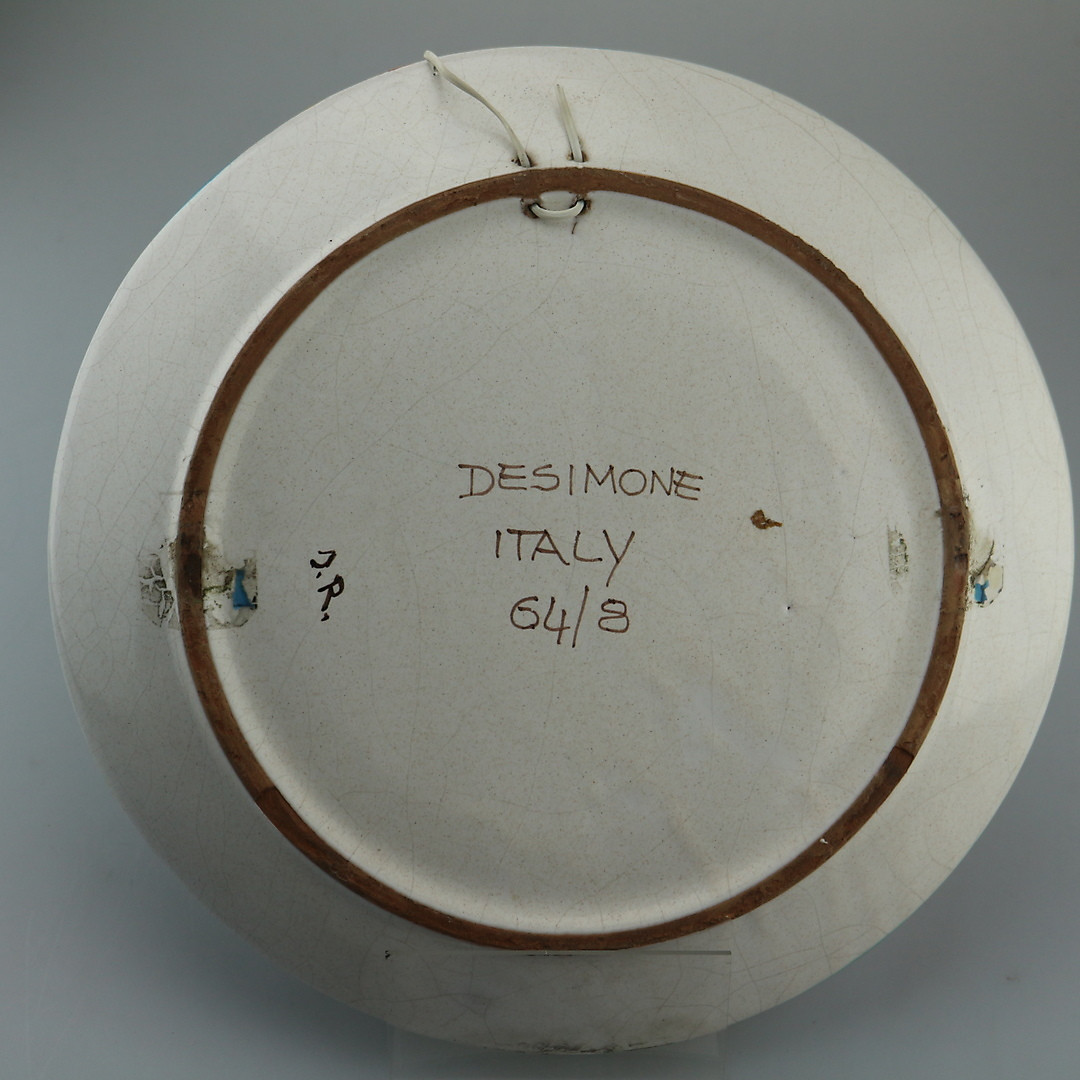 DESIMONE
ITALY
64/8
J.P.